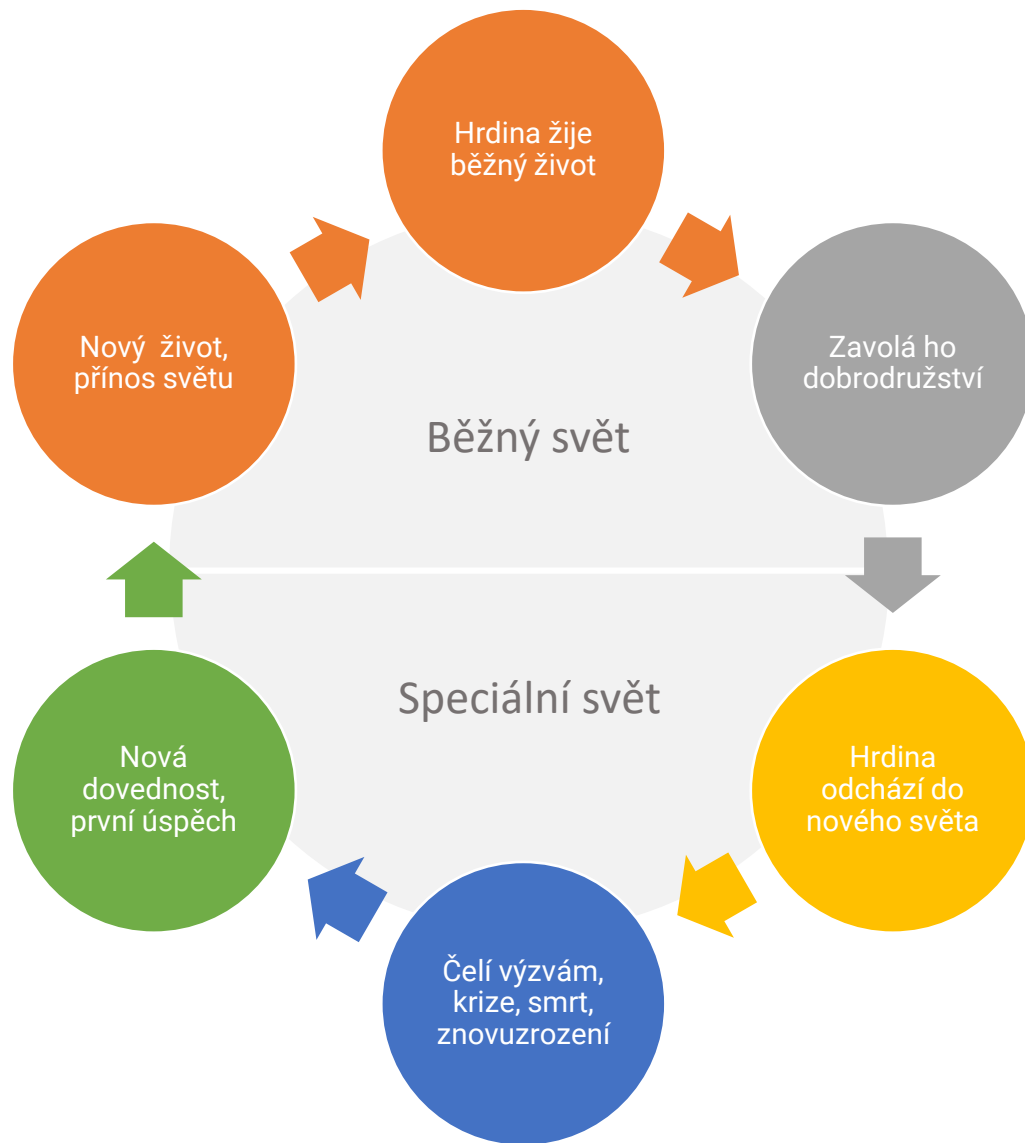 Hrdina žije
běžný život
Zavolá ho
dobrodružství
Hrdina
odchází do
nového světa
Čelí výzvám,
krize, smrt,
znovuzrození
Nová
dovednost,
první úspěch
Nový  život,
přínos světu
Běžný svět
Speciální svět